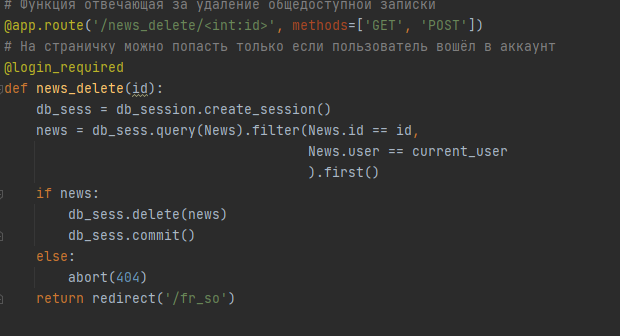 # Функция отвечающая за удаление общедоступной записки
@app.route('/news_delete/<int:id>', methods=['GET', 'POST'])
# На страничку можно попасть только если пользователь вошёл в аккаунт
@login_required
def news_delete(id):
    db_sess = db_session.create_session()
    news = db_sess.query(News).filter(News.id == id,
                                      News.user == current_user
                                      ).first()
    if news:
        db_sess.delete(news)
        db_sess.commit()
    else:
        abort(404)
    return redirect('/fr_so')